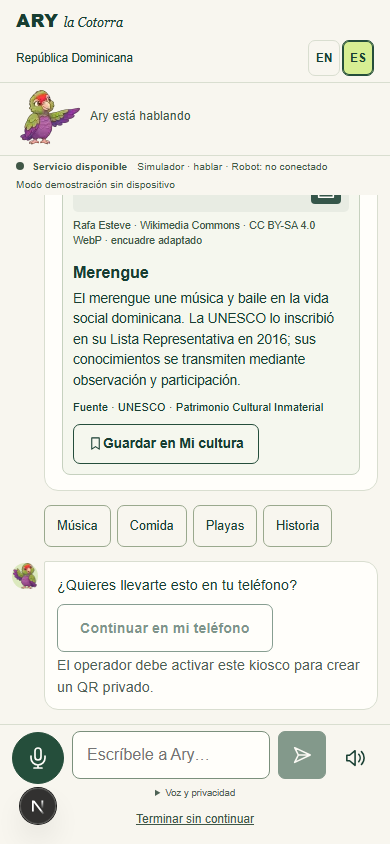 ARY la Cotorra
República Dominicana
EN ES
Ary está hablando
Servicio disponible Simulador · hablar · Robot: no conectado
Modo demostración sin dispositivo
Rafa Esteve · Wikimedia Commons · CC BY-SA 4.0
WebP · encuadre adaptado
Merengue
El merengue une música y baile en la vida
social dominicana. La UNESCO lo inscribió
en su Lista Representativa en 2016; sus
conocimientos se transmiten mediante
observación y participación.
Fuente · UNESCO · Patrimonio Cultural Inmaterial
Guardar en Mi cultura
Música Comida Playas Historia
¿Quieres llevarte esto en tu teléfono?
Continuar en mi teléfono
El operador debe activar este kiosco para crear
un QR privado.
Escríbele a Ary…
Voz y privacidad
N
Terminar sin continuar